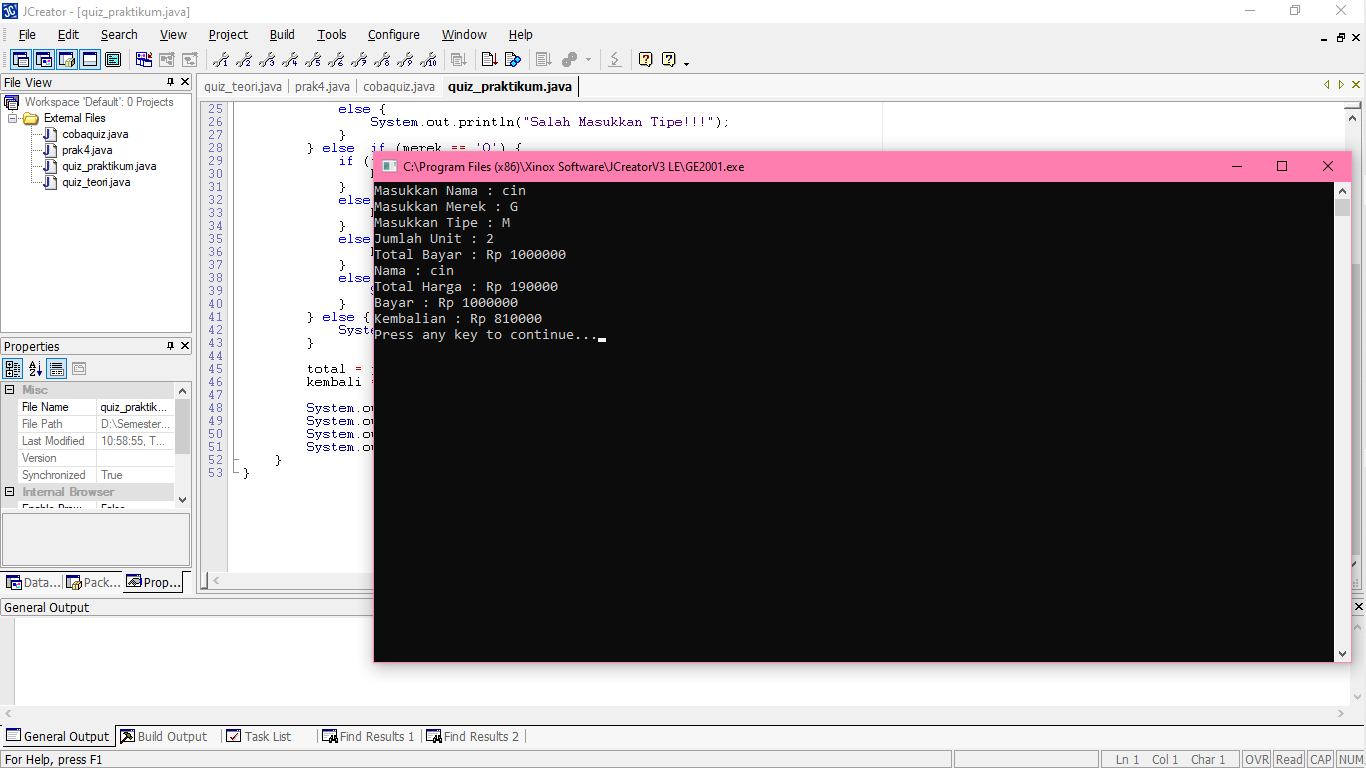 JCreator - [quiz_praktikum.java]
File Edit Search View Project Build Tools Configure Window Help
File View
Workspace 'Default': 0 Projects
External Files
cobaquiz.java
prak4.java
quiz_praktikum.java
quiz_teori.java
Properties
Misc
File Name quiz_praktik...
File Path D:\Semester...
Last Modified 10:58:55, T...
Version
Synchronized True
Internal Browser
Data... Pack... Prop...
quiz_teori.java prak4.java cobaquiz.java quiz_praktikum.java
25 else {
26 System.out.println("Salah Masukkan Tipe!!!");
27 }
28 } else if (merek == 'O') {
29 if (
30
31 }
32 else
33
34 }
35 else
36
37 }
38 else
39
40 }
41 } else {
42 Syste
43 }
44
45 total =
46 kembali =
47
48 System.ou
49 System.ou
50 System.ou
51 System.ou
52 }
53 }
C:\Program Files (x86)\Xinox Software\JCreatorV3 LE\GE2001.exe
Masukkan Nama : cin
Masukkan Merek : G
Masukkan Tipe : M
Jumlah Unit : 2
Total Bayar : Rp 1000000
Nama : cin
Total Harga : Rp 190000
Bayar : Rp 1000000
Kembalian : Rp 810000
Press any key to continue...
General Output
General Output Build Output Task List Find Results 1 Find Results 2
For Help, press F1
Ln 1 Col 1 Char 1 OVR Read CAP NUM